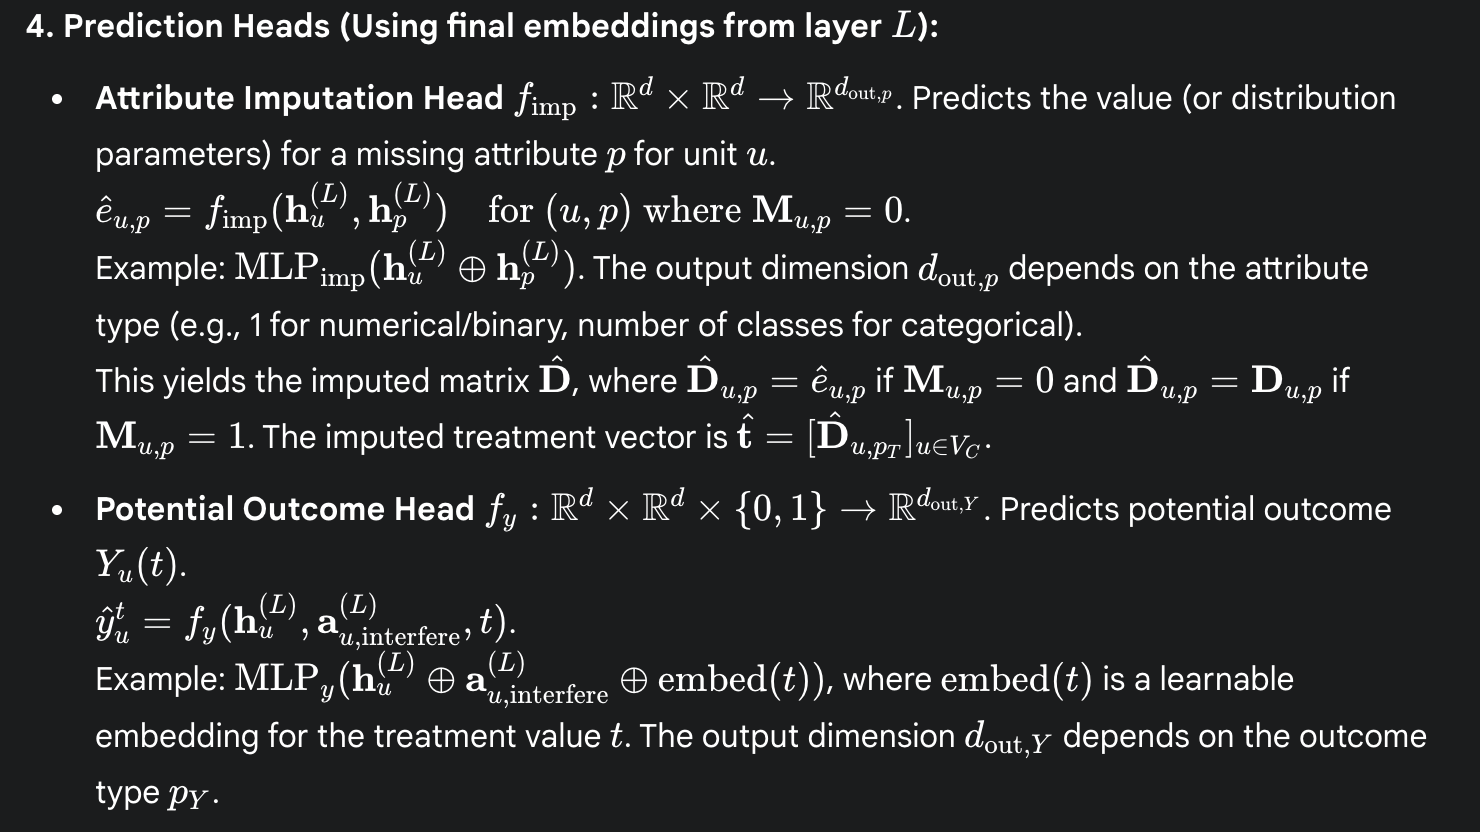 4. Prediction Heads (Using final embeddings from layer $L$):
• Attribute Imputation Head $f_{\text{imp}} : \mathbb{R}^d \times \mathbb{R}^d \to \mathbb{R}^{d_{\text{out},p}}$. Predicts the value (or distribution
parameters) for a missing attribute $p$ for unit $u$.
$\hat{e}_{u,p} = f_{\text{imp}}(\mathbf{h}_u^{(L)}, \mathbf{h}_p^{(L)}) \quad \text{for } (u, p) \text{ where } \mathbf{M}_{u,p} = 0.$
Example: $\text{MLP}_{\text{imp}}(\mathbf{h}_u^{(L)} \oplus \mathbf{h}_p^{(L)})$. The output dimension $d_{\text{out},p}$ depends on the attribute
type (e.g., 1 for numerical/binary, number of classes for categorical).
This yields the imputed matrix $\hat{\mathbf{D}}$, where $\hat{\mathbf{D}}_{u,p} = \hat{e}_{u,p}$ if $\mathbf{M}_{u,p} = 0$ and $\hat{\mathbf{D}}_{u,p} = \mathbf{D}_{u,p}$ if
$\mathbf{M}_{u,p} = 1$. The imputed treatment vector is $\hat{\mathbf{t}} = [\hat{\mathbf{D}}_{u,p_T}]_{u \in V_C}$.
• Potential Outcome Head $f_y : \mathbb{R}^d \times \mathbb{R}^d \times \{0, 1\} \to \mathbb{R}^{d_{\text{out},Y}}$. Predicts potential outcome
$Y_u(t)$.
$\hat{y}_u^t = f_y(\mathbf{h}_u^{(L)}, \mathbf{a}_{u,\text{interfere}}^{(L)}, t).$
Example: $\text{MLP}_y(\mathbf{h}_u^{(L)} \oplus \mathbf{a}_{u,\text{interfere}}^{(L)} \oplus \text{embed}(t))$, where $\text{embed}(t)$ is a learnable
embedding for the treatment value $t$. The output dimension $d_{\text{out},Y}$ depends on the outcome
type $p_Y$.